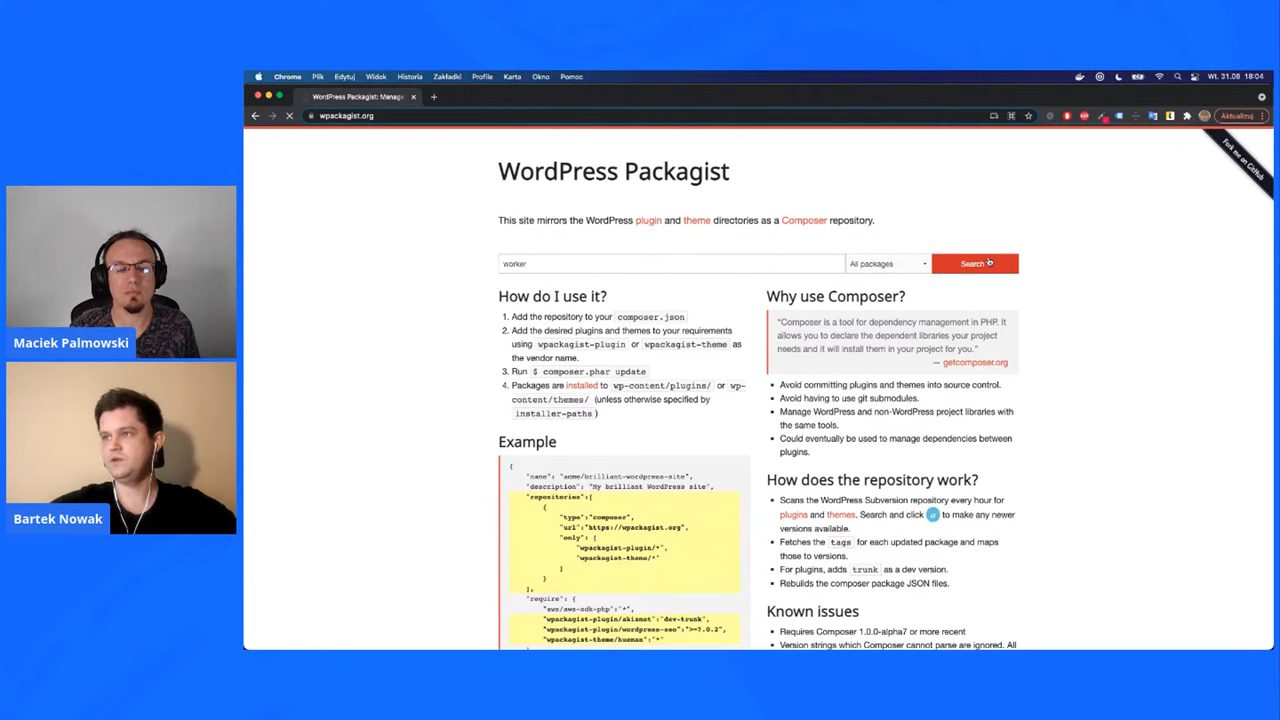 Chrome Plik Edytuj Widok Historia Zakładki Profile Karta Okno Pomoc
Wt. 31.08 18:04
WordPress Packagist: Manag
wpackagist.org
Aktualizuj
Fork me on GitHub
WordPress Packagist
This site mirrors the WordPress plugin and theme directories as a Composer repository.
worker
All packages
Search
How do I use it?
1. Add the repository to your composer.json
2. Add the desired plugins and themes to your requirements
using wpackagist-plugin or wpackagist-theme as
the vendor name.
3. Run $ composer.phar update
4. Packages are installed to wp-content/plugins/ or wp-
content/themes/ (unless otherwise specified by
installer-paths )
Example
{
"name": "acme/brilliant-wordpress-site",
"description": "My brilliant WordPress site",
"repositories":[
{
"type":"composer",
"url":"https://wpackagist.org",
"only": [
"wpackagist-plugin/*",
"wpackagist-theme/*"
]
}
],
"require": {
"aws/aws-sdk-php":"*",
"wpackagist-plugin/akismet":"dev-trunk",
"wpackagist-plugin/wordpress-seo":">=7.0.2",
"wpackagist-theme/hueman":"*"
Why use Composer?
"Composer is a tool for dependency management in PHP. It
allows you to declare the dependent libraries your project
needs and it will install them in your project for you."
— getcomposer.org
• Avoid committing plugins and themes into source control.
• Avoid having to use git submodules.
• Manage WordPress and non-WordPress project libraries with
the same tools.
• Could eventually be used to manage dependencies between
plugins.
How does the repository work?
• Scans the WordPress Subversion repository every hour for
plugins and themes. Search and click to make any newer
versions available.
• Fetches the tags for each updated package and maps
those to versions.
• For plugins, adds trunk as a dev version.
• Rebuilds the composer package JSON files.
Known issues
• Requires Composer 1.0.0-alpha7 or more recent
• Version strings which Composer cannot parse are ignored. All
Maciek Palmowski
Bartek Nowak